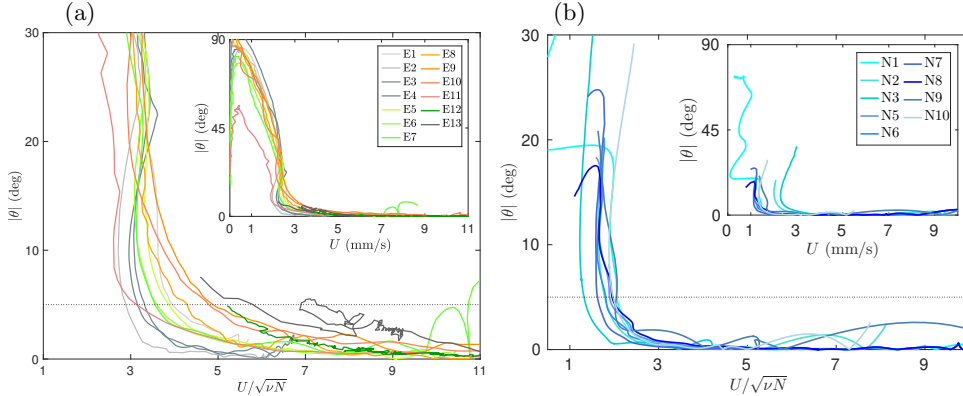 (a)
30
20
10
0
|θ| (deg)
1
3
5
7
9
11
U/√νN
90
45
0
|θ| (deg)
0
1
3
5
7
9
11
U (mm/s)
E1
E2
E3
E4
E5
E6
E7
E8
E9
E10
E11
E12
E13
(b)
30
20
10
0
|θ| (deg)
1
3
5
7
9
U/√νN
90
45
0
|θ| (deg)
0
1
3
5
7
10
U (mm/s)
N1
N2
N3
N5
N6
N7
N8
N9
N10